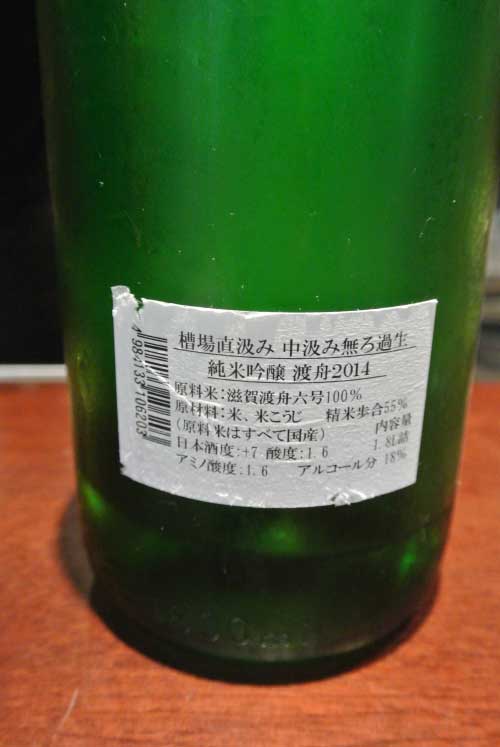 槽場直汲み 中汲み無ろ過生
純米吟醸 渡舟2014
原料米：滋賀渡舟六号100%
原材料：米、米こうじ 精米歩合55%
(原料米はすべて国産) 内容量
日本酒度:+7 酸度:1.6 1.8L詰
アミノ酸度:1.6 アルコール分 18%
4984133106203